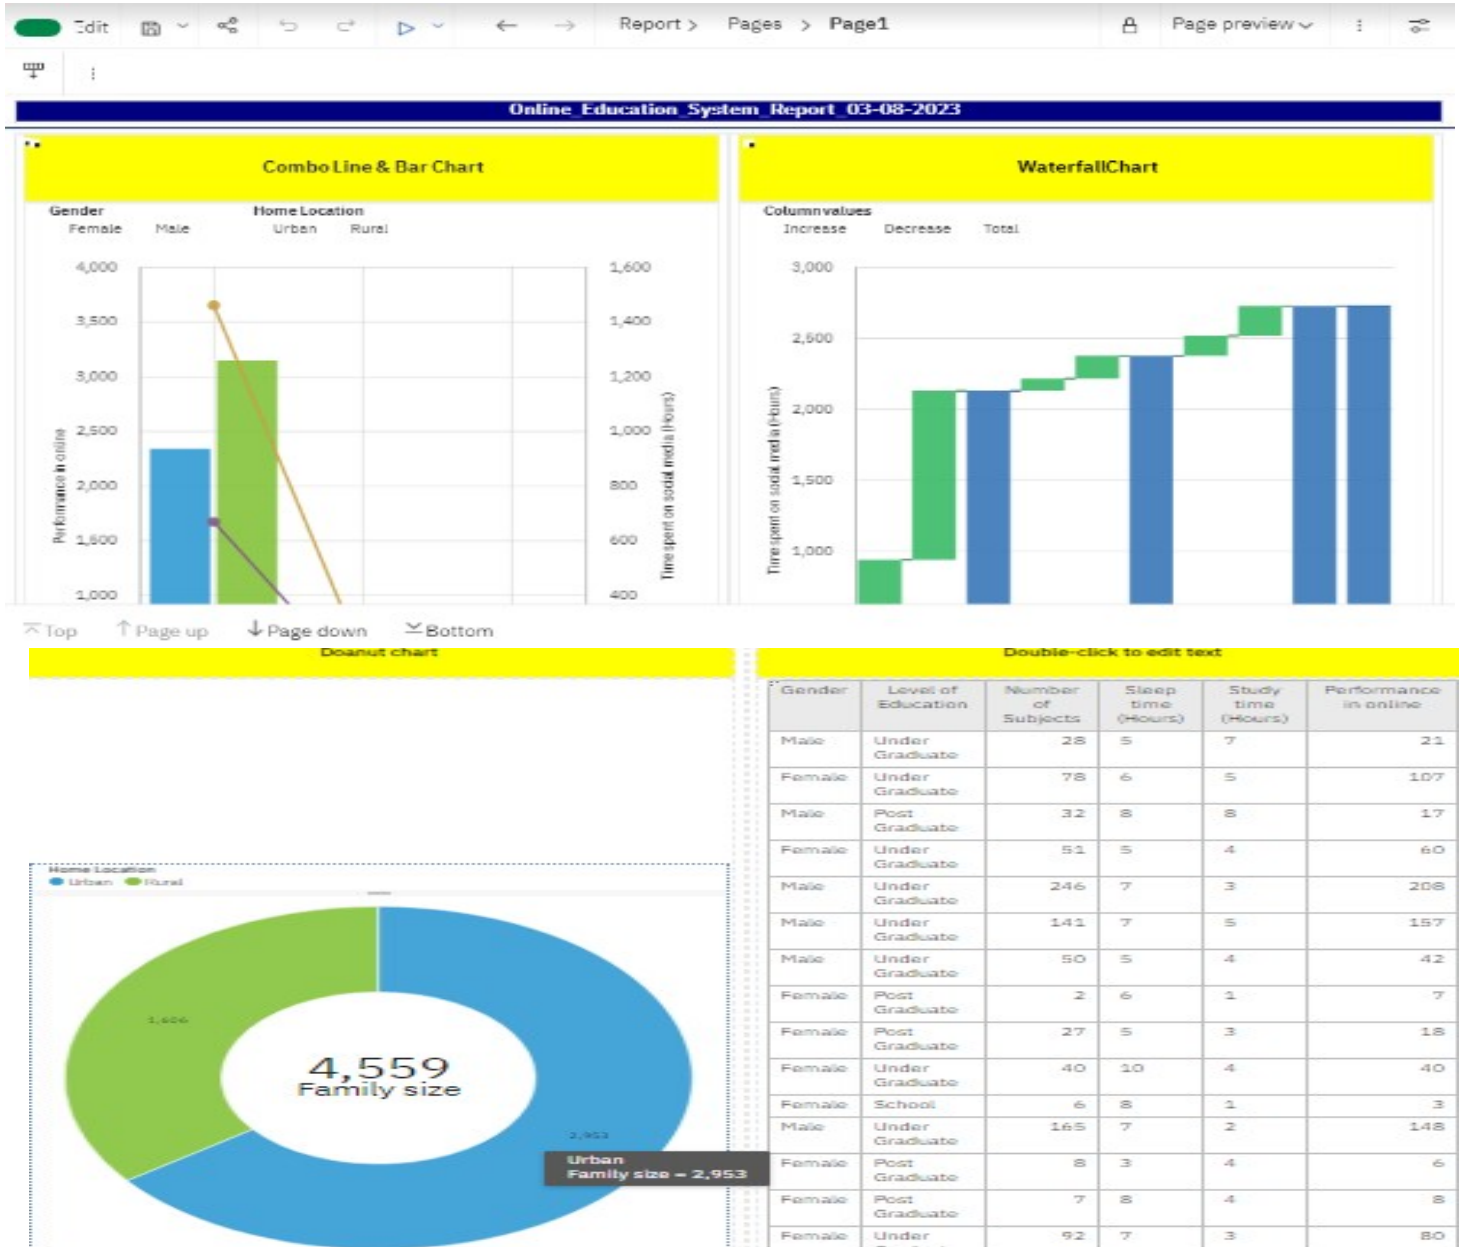 Edit Report > Pages > Page1 Page preview
Online_Education_System_Report_03-08-2023
Combo Line & Bar Chart
Gender Home Location
Female Male Urban Rural
4,000 1,600
3,500 1,400
3,000 1,200
2,500 1,000
2,000 800
1,500 600
1,000 400
Performance in online
Time spent on social media (Hours)
WaterfallChart
Column values
Increase Decrease Total
3,000
2,500
2,000
1,500
1,000
Time spent on social media (Hours)
Top Page up Page down Bottom
Doanut chart
Home Location
Urban Rural
1,606
4,559
Family size
2,953
Urban
Family size – 2,953
Double-click to edit text
Gender Level of Education Number of Subjects Sleep time (Hours) Study time (Hours) Performance in online
Male Under Graduate 28 5 7 21
Female Under Graduate 78 6 5 107
Male Post Graduate 32 8 8 17
Female Under Graduate 51 5 4 60
Male Under Graduate 246 7 3 208
Male Under Graduate 141 7 5 157
Male Under Graduate 50 5 4 42
Female Post Graduate 2 6 1 7
Female Post Graduate 27 5 3 18
Female Under Graduate 40 10 4 40
Female School 6 8 1 3
Male Under Graduate 165 7 2 148
Female Post Graduate 8 3 4 6
Female Post Graduate 7 8 4 8
Female Under 92 7 3 80